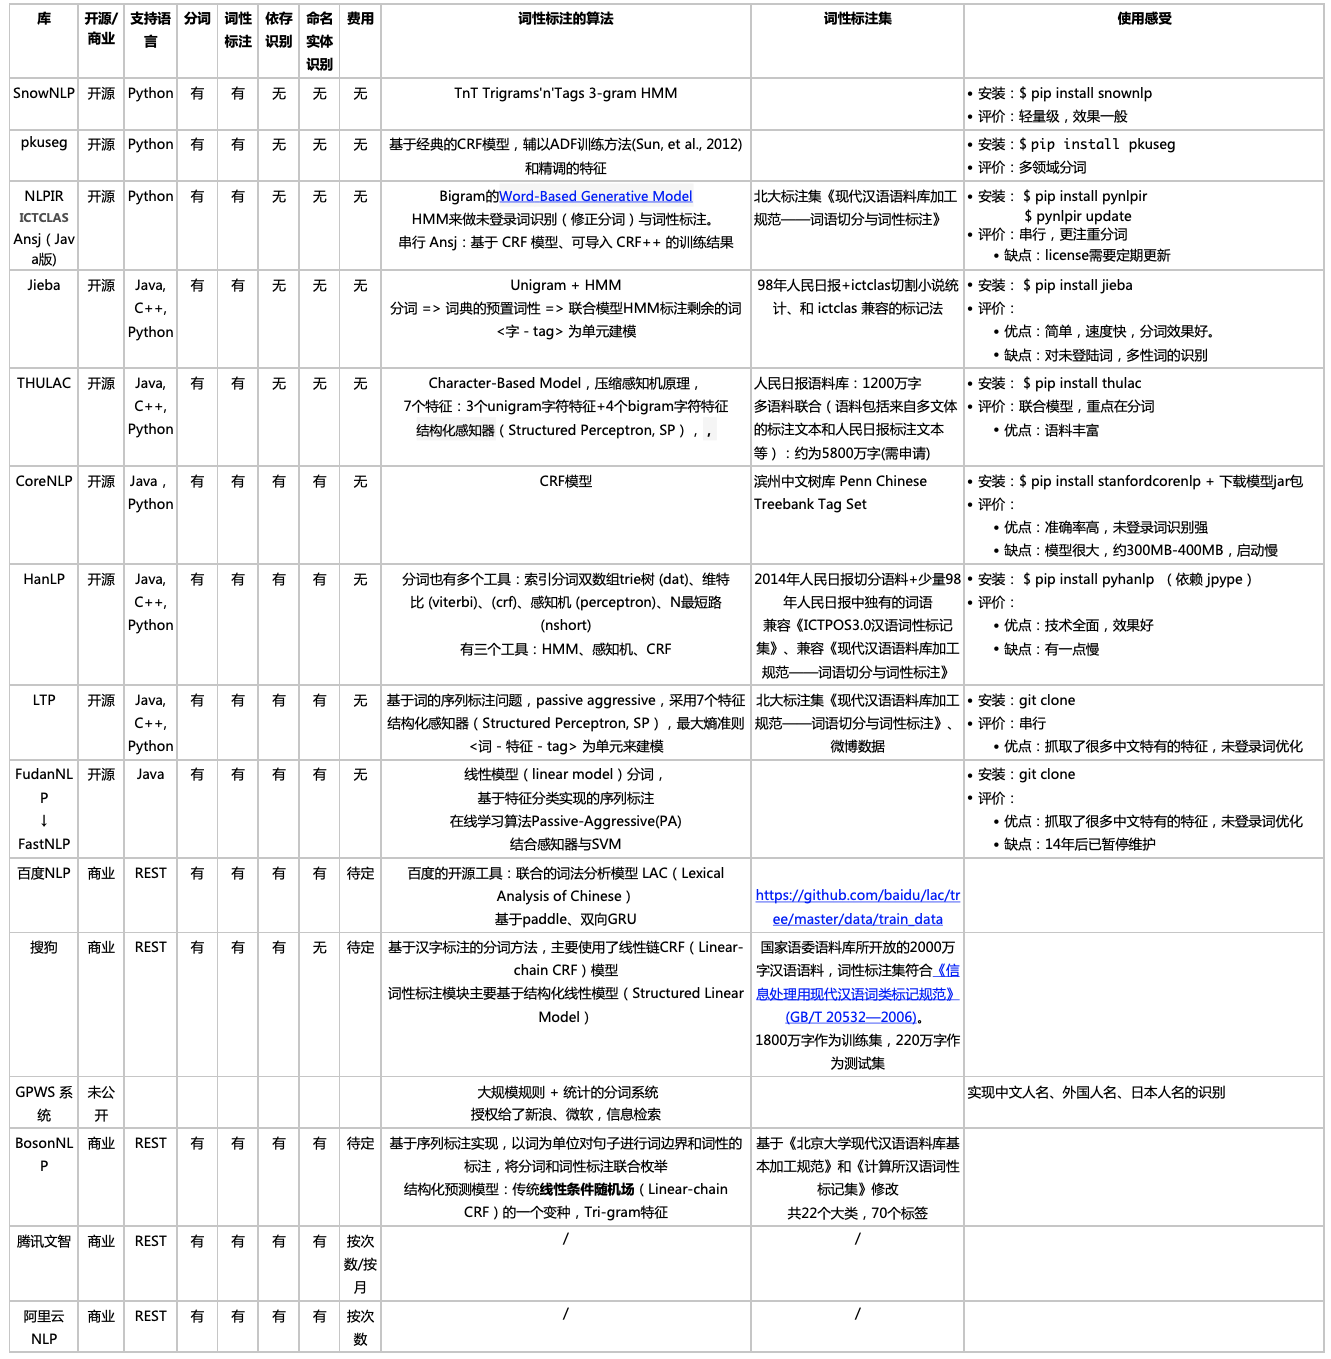 库
开源/
商业
支持语
言
分词
词性
标注
依存
识别
命名
实体
识别
费用
词性标注的算法
词性标注集
使用感受
SnowNLP
开源
Python
有
有
无
无
无
TnT Trigrams'n'Tags 3-gram HMM
• 安装：$ pip install snownlp
• 评价：轻量级，效果一般
pkuseg
开源
Python
有
有
无
无
无
基于经典的CRF模型，辅以ADF训练方法(Sun, et al., 2012)
和精调的特征
• 安装：$ pip install pkuseg
• 评价：多领域分词
NLPIR
ICTCLAS
Ansj（Jav
a版)
开源
Python
有
有
无
无
无
Bigram的Word-Based Generative Model
HMM来做未登录词识别（修正分词）与词性标注。
串行 Ansj：基于 CRF 模型、可导入 CRF++ 的训练结果
北大标注集《现代汉语语料库加工
规范——词语切分与词性标注》
• 安装： $ pip install pynlpir
$ pynlpir update
• 评价：串行，更注重分词
• 缺点：license需要定期更新
Jieba
开源
Java,
C++,
Python
有
有
无
无
无
Unigram + HMM
分词 => 词典的预置词性 => 联合模型HMM标注剩余的词
<字 - tag> 为单元建模
98年人民日报+ictclas切割小说统
计、和 ictclas 兼容的标记法
• 安装： $ pip install jieba
• 评价：
• 优点：简单，速度快，分词效果好。
• 缺点：对未登陆词，多性词的识别
THULAC
开源
Java,
C++,
Python
有
有
无
无
无
Character-Based Model，压缩感知机原理，
7个特征：3个unigram字符特征+4个bigram字符特征
结构化感知器（Structured Perceptron, SP），，
人民日报语料库：1200万字
多语料联合（语料包括来自多文体
的标注文本和人民日报标注文本
等）：约为5800万字(需申请)
• 安装： $ pip install thulac
• 评价：联合模型，重点在分词
• 优点：语料丰富
CoreNLP
开源
Java，
Python
有
有
有
有
无
CRF模型
滨州中文树库 Penn Chinese
Treebank Tag Set
• 安装：$ pip install stanfordcorenlp + 下载模型jar包
• 评价：
• 优点：准确率高，未登录词识别强
• 缺点：模型很大，约300MB-400MB，启动慢
HanLP
开源
Java,
C++,
Python
有
有
有
有
无
分词也有多个工具：索引分词双数组trie树 (dat)、维特
比 (viterbi)、(crf)、感知机 (perceptron)、N最短路
(nshort)
有三个工具：HMM、感知机、CRF
2014年人民日报切分语料+少量98
年人民日报中独有的词语
兼容《ICTPOS3.0汉语词性标记
集》、兼容《现代汉语语料库加工
规范——词语切分与词性标注》
• 安装： $ pip install pyhanlp （依赖 jpype）
• 评价：
• 优点：技术全面，效果好
• 缺点：有一点慢
LTP
开源
Java,
C++,
Python
有
有
有
有
无
基于词的序列标注问题，passive aggressive，采用7个特征
结构化感知器（Structured Perceptron, SP），最大熵准则
<词 - 特征 - tag> 为单元来建模
北大标注集《现代汉语语料库加工
规范——词语切分与词性标注》、
微博数据
• 安装：git clone
• 评价：串行
• 优点：抓取了很多中文特有的特征，未登录词优化
FudanNL
P
↓
FastNLP
开源
Java
有
有
有
有
无
线性模型（linear model）分词，
基于特征分类实现的序列标注
在线学习算法Passive-Aggressive(PA)
结合感知器与SVM
• 安装：git clone
• 评价：
• 优点：抓取了很多中文特有的特征，未登录词优化
• 缺点：14年后已暂停维护
百度NLP
商业
REST
有
有
有
有
待定
百度的开源工具：联合的词法分析模型 LAC（Lexical
Analysis of Chinese）
基于paddle、双向GRU
https://github.com/baidu/lac/tr
ee/master/data/train_data
搜狗
商业
REST
有
有
有
无
待定
基于汉字标注的分词方法，主要使用了线性链CRF（Linear-
chain CRF）模型
词性标注模块主要基于结构化线性模型（Structured Linear
Model）
国家语委语料库所开放的2000万
字汉语语料，词性标注集符合《信
息处理用现代汉语词类标记规范》
(GB/T 20532—2006)。
1800万字作为训练集，220万字作
为测试集
GPWS 系
统
未公
开
大规模规则 + 统计的分词系统
授权给了新浪、微软，信息检索
实现中文人名、外国人名、日本人名的识别
BosonNL
P
商业
REST
有
有
有
有
待定
基于序列标注实现，以词为单位对句子进行词边界和词性的
标注，将分词和词性标注联合枚举
结构化预测模型：传统线性条件随机场（Linear-chain
CRF）的一个变种，Tri-gram特征
基于《北京大学现代汉语语料库基
本加工规范》和《计算所汉语词性
标记集》修改
共22个大类，70个标签
腾讯文智
商业
REST
有
有
有
有
按次
数/按
月
/
/
阿里云
NLP
商业
REST
有
有
有
有
按次
数
/
/